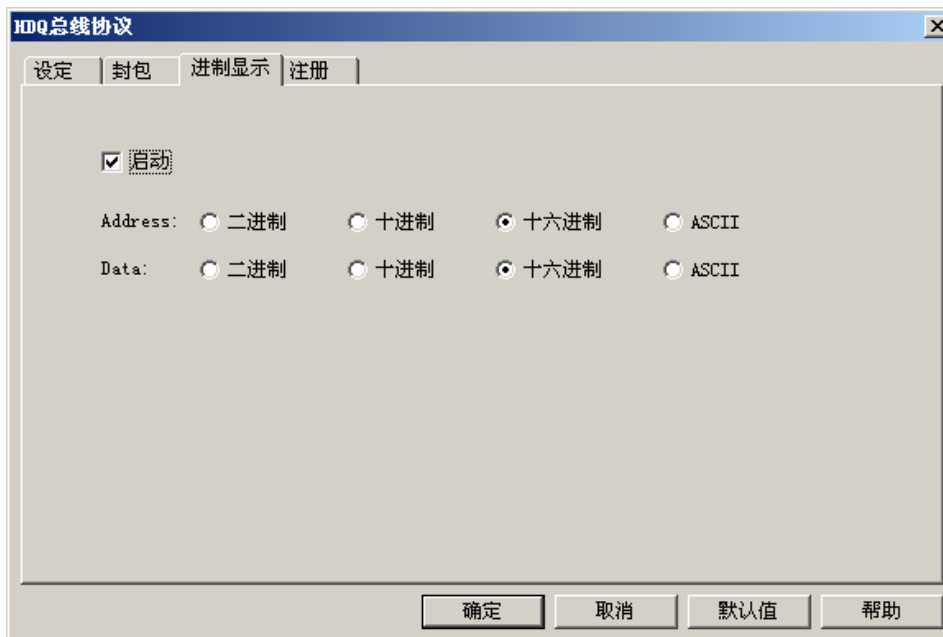 HDQ总线协议
设定 封包 进制显示 注册
启动
Address: 二进制 十进制 十六进制 ASCII
Data: 二进制 十进制 十六进制 ASCII
确定 取消 默认值 帮助